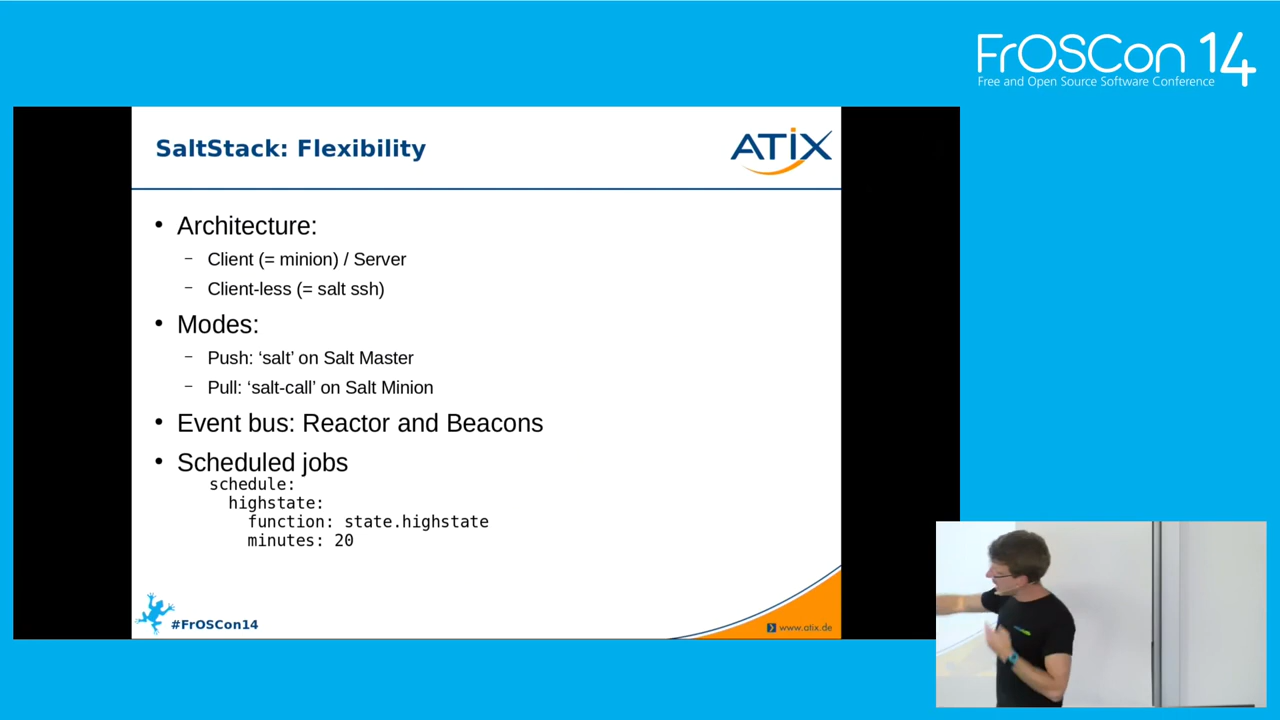 FrOSCon 14
Free and Open Source Software Conference
SaltStack: Flexibility
ATIX
• Architecture:
– Client (= minion) / Server
– Client-less (= salt ssh)
• Modes:
– Push: ‘salt’ on Salt Master
– Pull: ‘salt-call’ on Salt Minion
• Event bus: Reactor and Beacons
• Scheduled jobs
schedule:
highstate:
function: state.highstate
minutes: 20
#FrOSCon14
www.atix.de